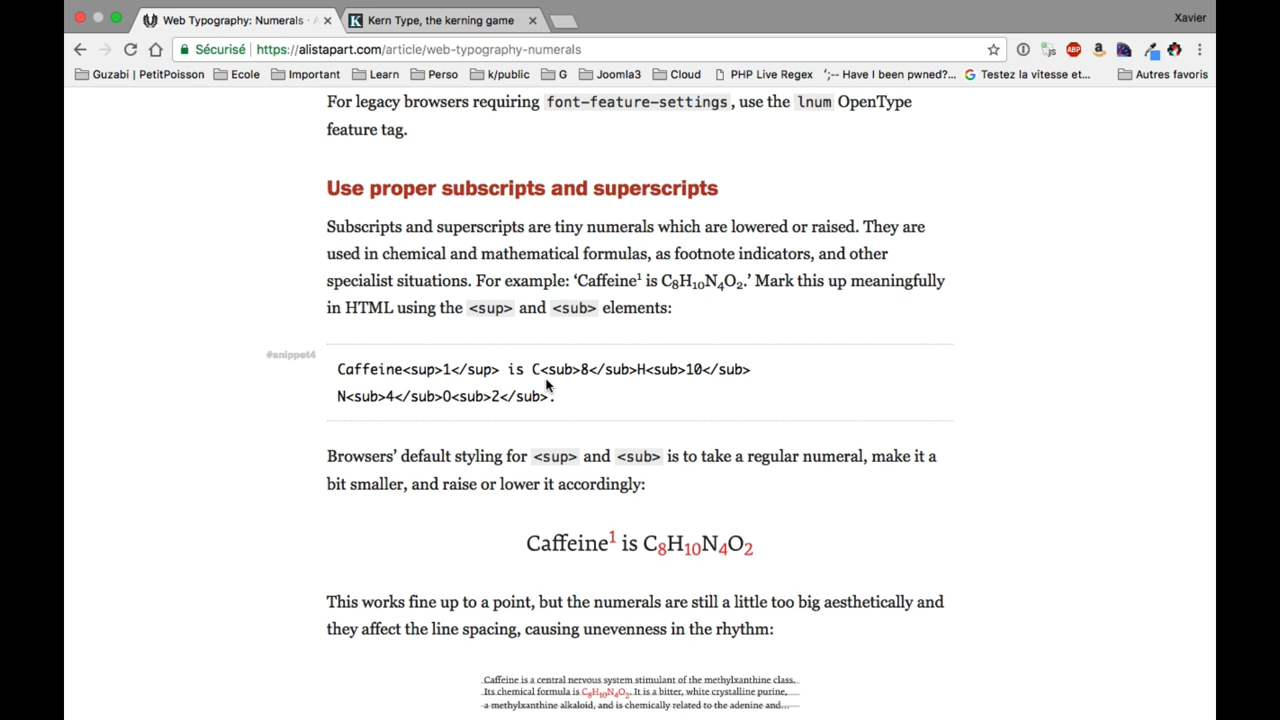 Web Typography: Numerals · A
Kern Type, the kerning game
Xavier
Sécurisé https://alistapart.com/article/web-typography-numerals
Guzabi | PetitPoisson Ecole Important Learn Perso k/public G Joomla3 Cloud PHP Live Regex ';-- Have I been pwned?... Testez la vitesse et... Autres favoris
For legacy browsers requiring font-feature-settings, use the lnum OpenType
feature tag.
Use proper subscripts and superscripts
Subscripts and superscripts are tiny numerals which are lowered or raised. They are
used in chemical and mathematical formulas, as footnote indicators, and other
specialist situations. For example: ‘Caffeine¹ is C₈H₁₀N₄O₂.’ Mark this up meaningfully
in HTML using the <sup> and <sub> elements:
#snippet4
Caffeine<sup>1</sup> is C<sub>8</sub>H<sub>10</sub>
N<sub>4</sub>O<sub>2</sub>.
Browsers’ default styling for <sup> and <sub> is to take a regular numeral, make it a
bit smaller, and raise or lower it accordingly:
Caffeine¹ is C₈H₁₀N₄O₂
This works fine up to a point, but the numerals are still a little too big aesthetically and
they affect the line spacing, causing unevenness in the rhythm:
Caffeine is a central nervous system stimulant of the methylxanthine class.
Its chemical formula is C₈H₁₀N₄O₂. It is a bitter, white crystalline purine,
a methylxanthine alkaloid, and is chemically related to the adenine and...